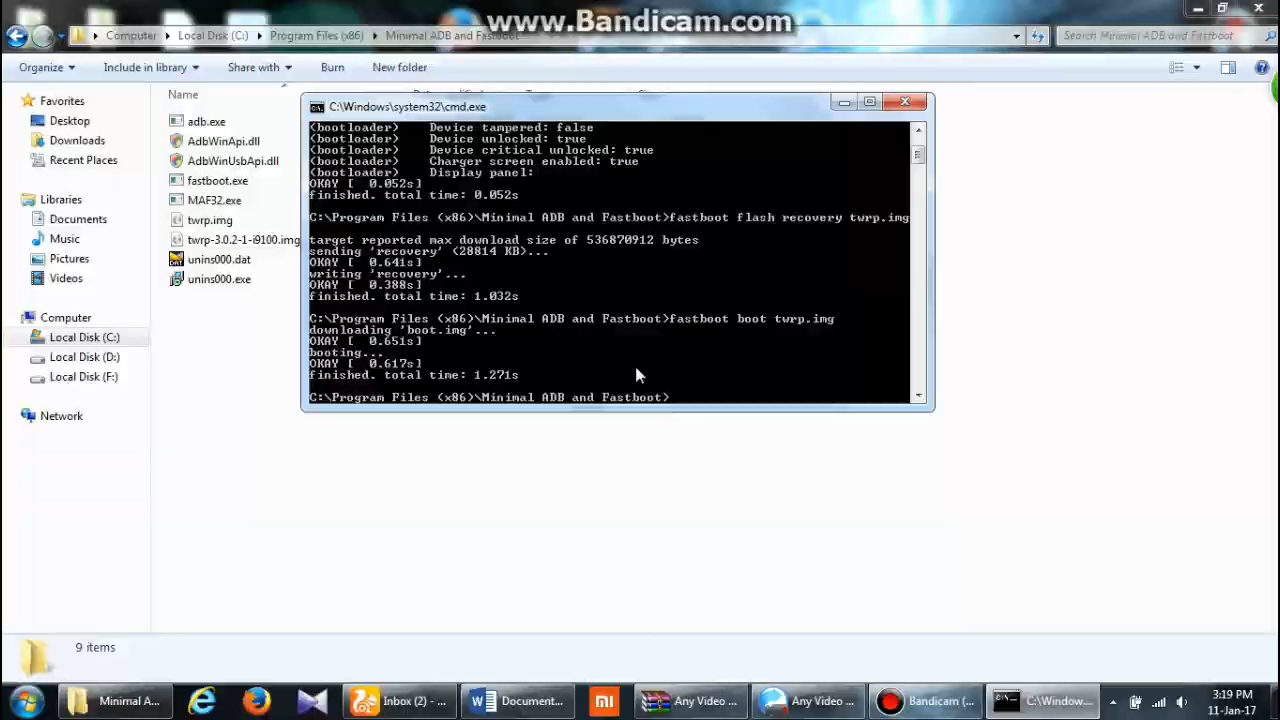 www.Bandicam.com
Computer Local Disk (C:) Program Files (x86) Minimal ADB and Fastboot
Search Minimal ADB and Fastboot
Organize Include in library Share with Burn New folder
Favorites
Desktop
Downloads
Recent Places
Libraries
Documents
Music
Pictures
Videos
Computer
Local Disk (C:)
Local Disk (D:)
Local Disk (F:)
Network
Name
adb.exe
AdbWinApi.dll
AdbWinUsbApi.dll
fastboot.exe
MAF32.exe
twrp.img
twrp-3.0.2-1-i9100.img
unins000.dat
unins000.exe
C:\Windows\system32\cmd.exe
(bootloader) Device tampered: false
(bootloader) Device unlocked: true
(bootloader) Device critical unlocked: true
(bootloader) Charger screen enabled: true
(bootloader) Display panel:
OKAY [ 0.052s]
finished. total time: 0.052s
C:\Program Files (x86)\Minimal ADB and Fastboot>fastboot flash recovery twrp.img
target reported max download size of 536870912 bytes
sending 'recovery' (28814 KB)...
OKAY [ 0.641s]
writing 'recovery'...
OKAY [ 0.388s]
finished. total time: 1.032s
C:\Program Files (x86)\Minimal ADB and Fastboot>fastboot boot twrp.img
downloading 'boot.img'...
OKAY [ 0.651s]
booting...
OKAY [ 0.617s]
finished. total time: 1.271s
C:\Program Files (x86)\Minimal ADB and Fastboot>
9 items
Minimal A...
Inbox (2) - ...
Document...
Any Video ...
Any Video ...
Bandicam (...
C:\Window...
3:19 PM
11-Jan-17